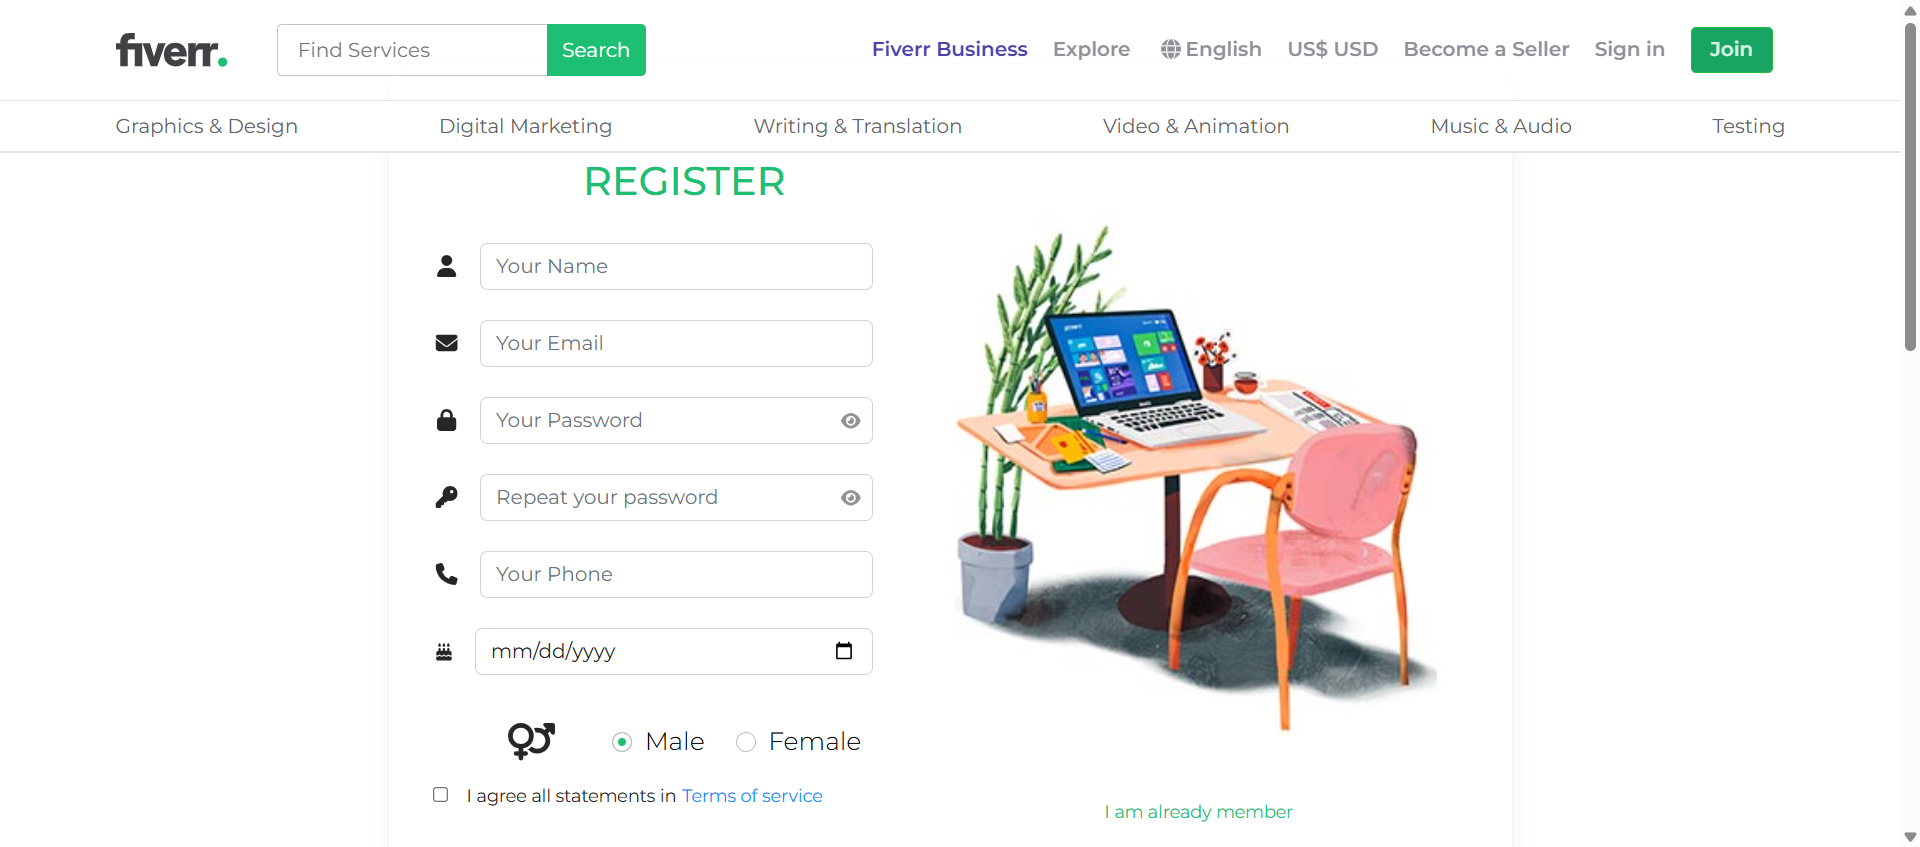 fiverr.
Find Services
Search
Fiverr Business
Explore
English
US$ USD
Become a Seller
Sign in
Join
Graphics & Design
Digital Marketing
Writing & Translation
Video & Animation
Music & Audio
Testing
REGISTER
Your Name
Your Email
Your Password
Repeat your password
Your Phone
mm/dd/yyyy
Male
Female
I agree all statements in Terms of service
I am already member